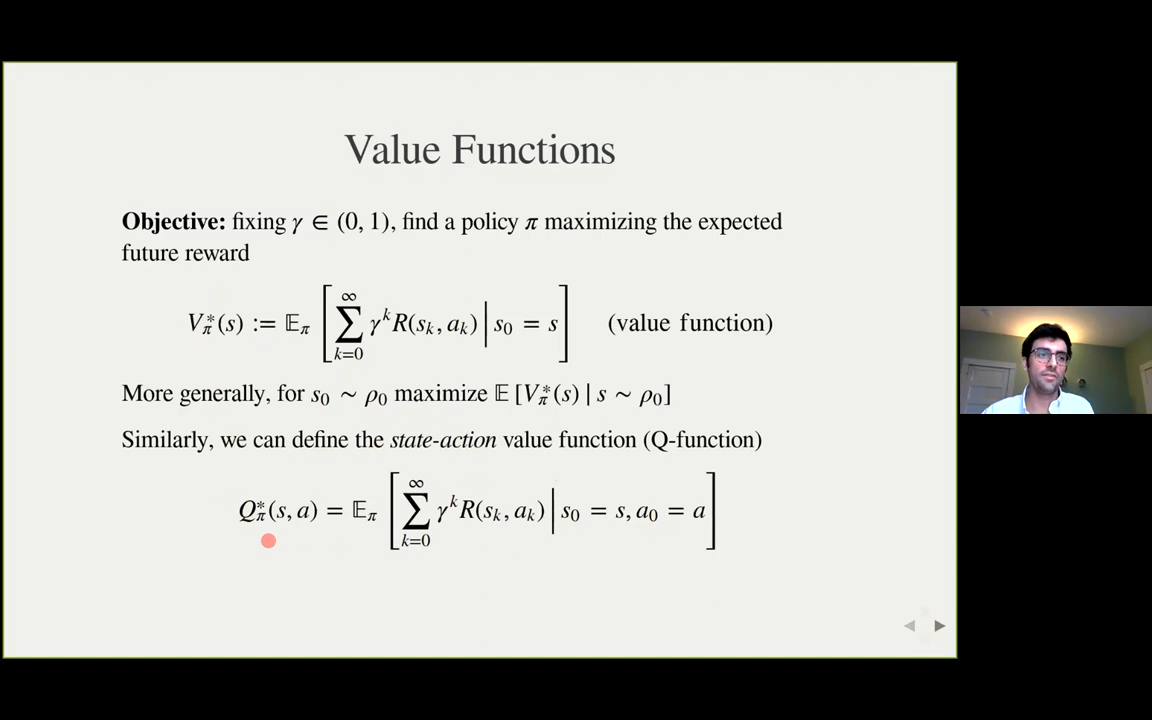 Value Functions
Objective: fixing γ ∈ (0, 1), find a policy π maximizing the expected
future reward
V*π(s) := 𝔼π [∑_{k=0}^{∞} γ^k R(s_k, a_k) | s_0 = s] (value function)
More generally, for s_0 ∼ ρ_0 maximize 𝔼 [V*π(s) | s ∼ ρ_0]
Similarly, we can define the state-action value function (Q-function)
Q*π(s, a) = 𝔼π [∑_{k=0}^{∞} γ^k R(s_k, a_k) | s_0 = s, a_0 = a]